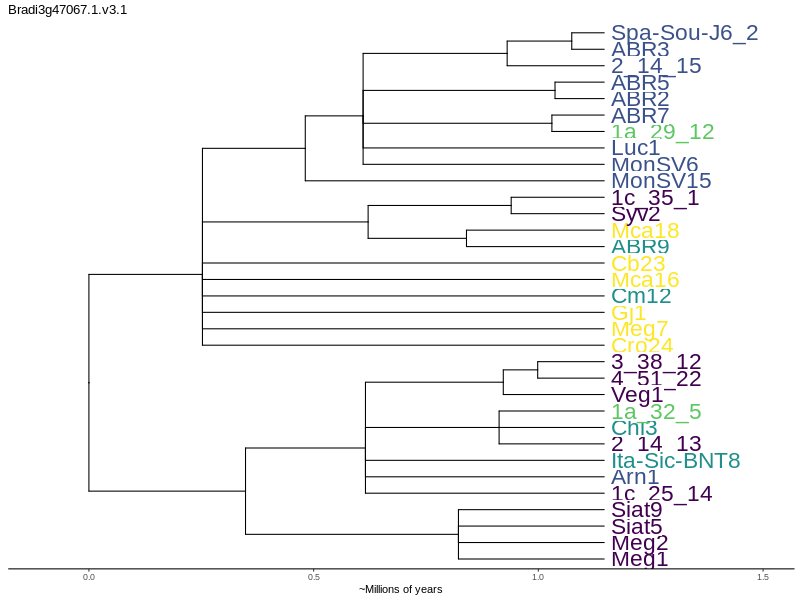 Bradi3g47067.1.v3.1
Spa-Sou-J6_2
ABR3
2_14_15
ABR5
ABR2
ABR7
1a_29_12
Luc1
MonSV6
MonSV15
1c_35_1
Syv2
Mca18
ABR9
Cb23
Mca16
Cm12
Gj1
Meg7
Cro24
3_38_12
4_51_22
Veg1
1a_32_5
Chi3
2_14_13
Ita-Sic-BNT8
Arn1
1c_25_14
Siat9
Siat5
Meg2
Meg1
0.0 0.5 1.0 1.5
~Millions of years